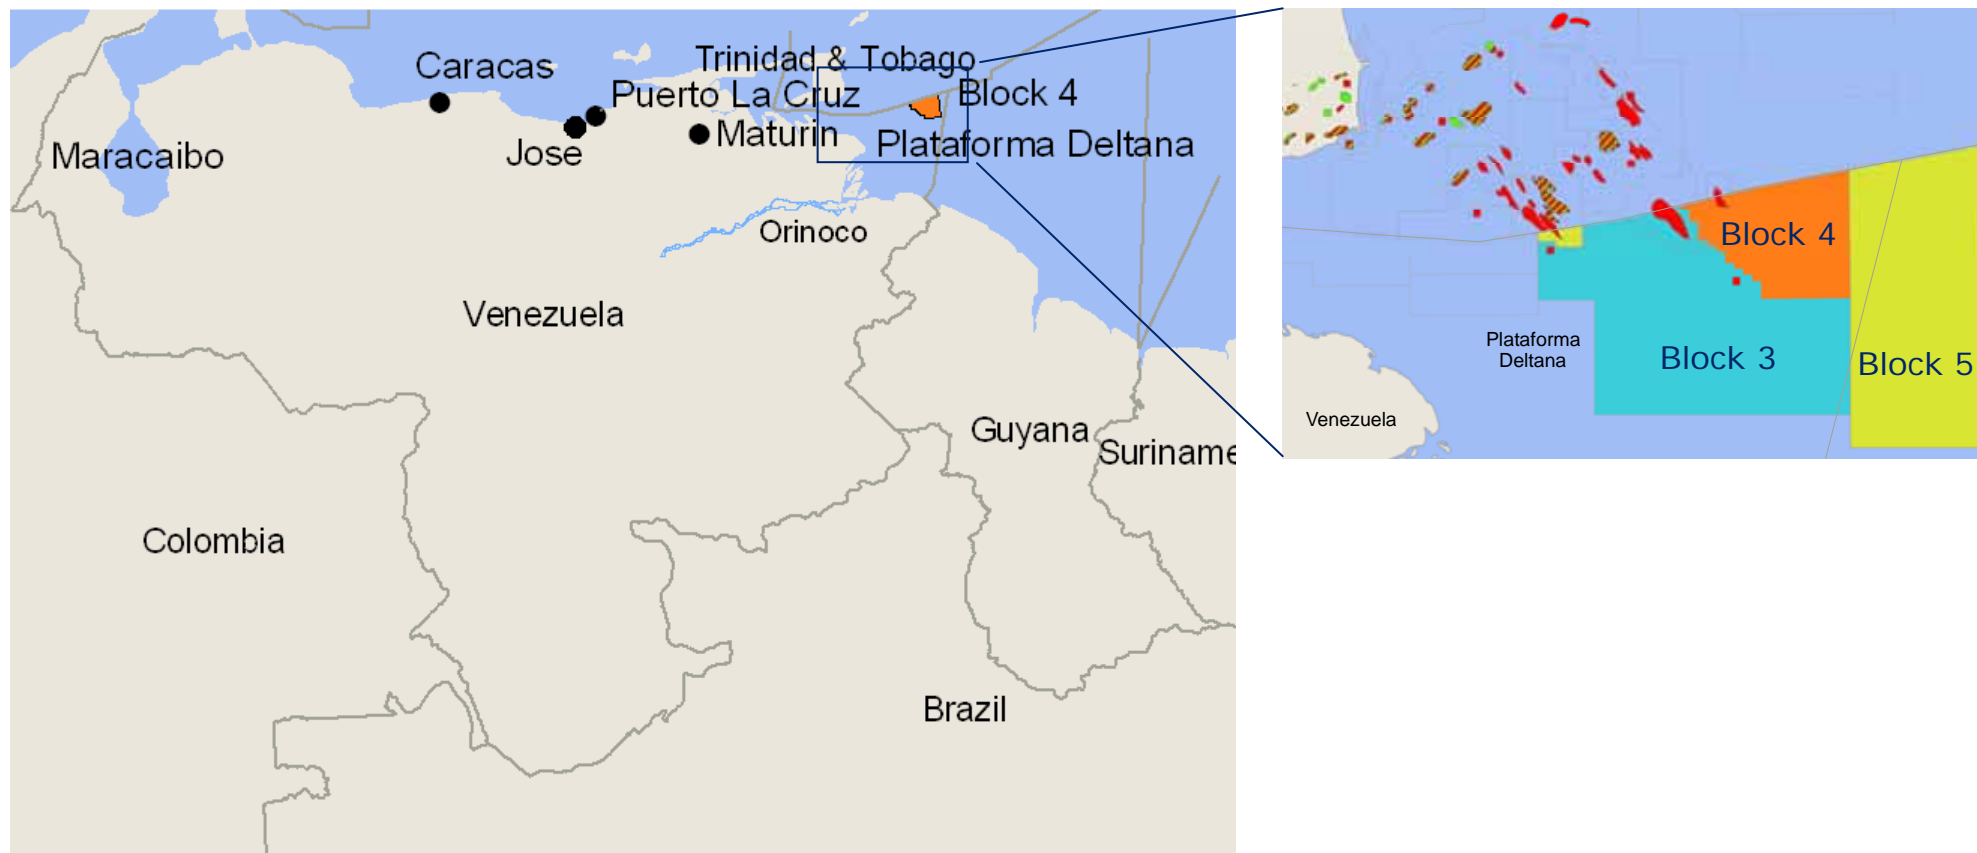 Trinidad & Tobago
Caracas
Puerto La Cruz
Block 4
Maturin
Jose
Plataforma Deltana
Maracaibo
Orinoco
Venezuela
Guyana
Suriname
Colombia
Brazil
Block 4
Plataforma
Deltana
Block 3
Block 5
Venezuela